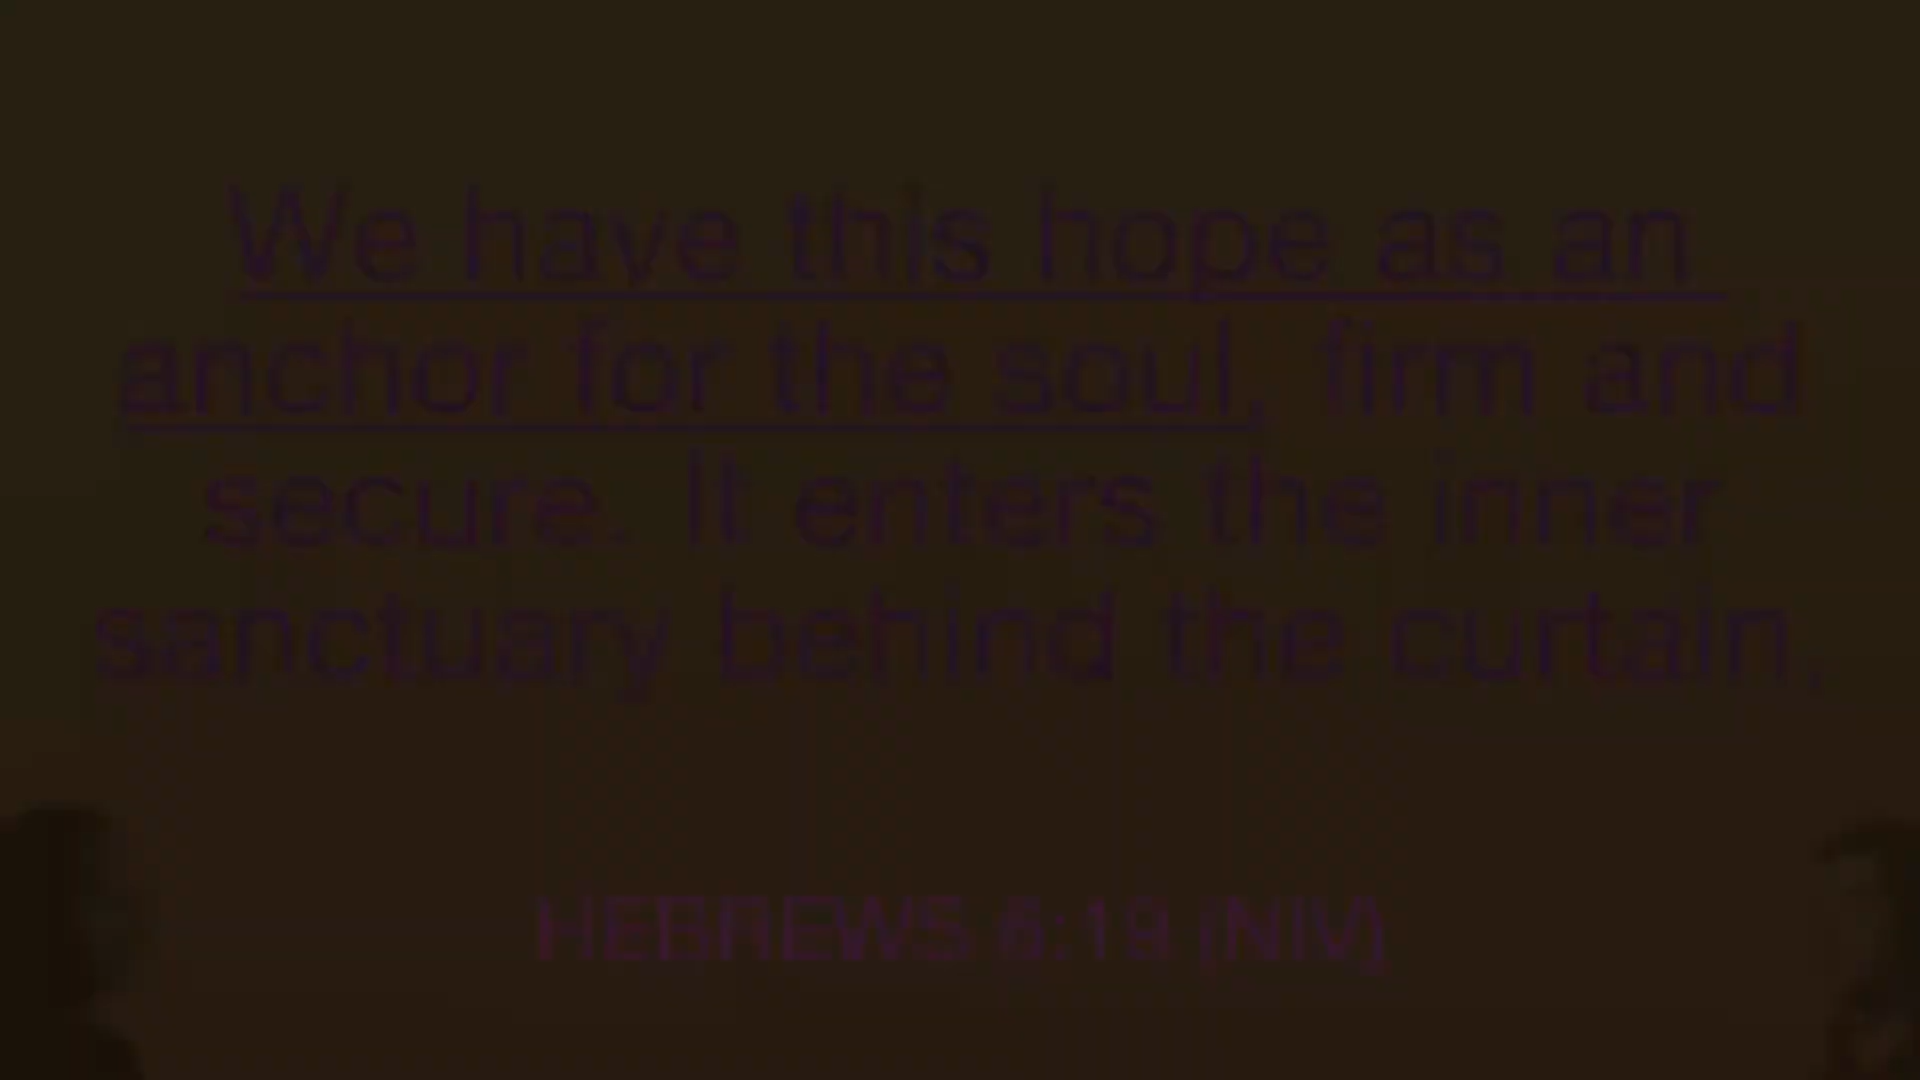 We have this hope as an
anchor for the soul, firm and
secure. It enters the inner
sanctuary behind the curtain,
HEBREWS 6:19 (NIV)